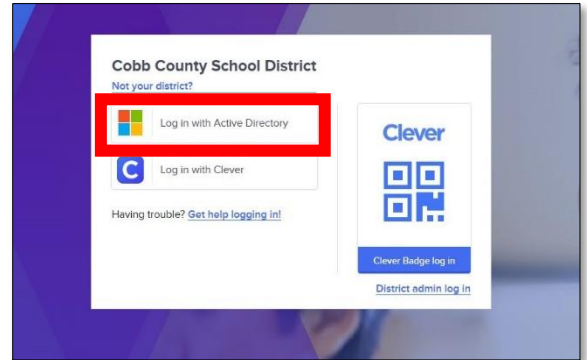 Cobb County School District
Not your district?
Log in with Active Directory
C
Log in with Clever
Having trouble? Get help logging in!
Clever
Clever Badge log in
District admin log in